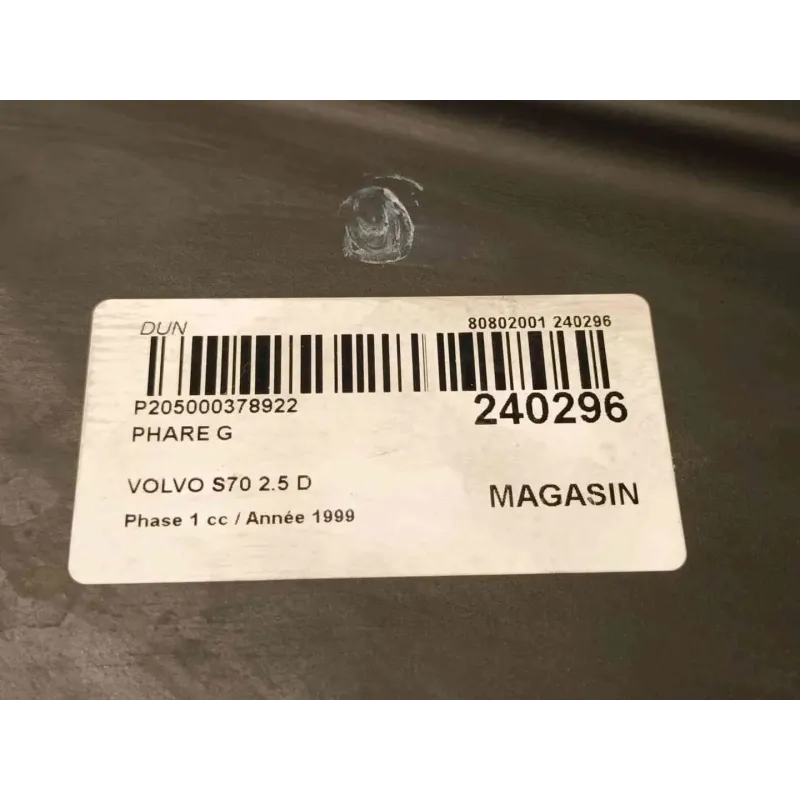 DUN 80802001 240296
P205000378922 240296
PHARE G
VOLVO S70 2.5 D MAGASIN
Phase 1 cc / Année 1999